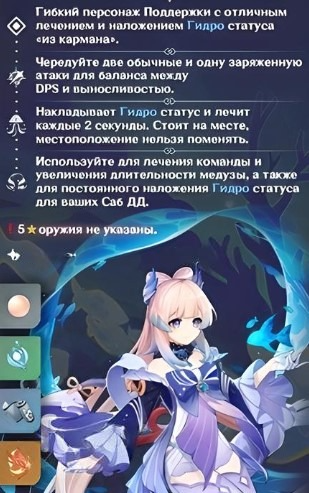 Гибкий персонаж Поддержки с отличным
лечением и наложением Гидро статуса
«из кармана».
Чередуйте две обычные и одну заряженную
атаки для баланса между
DPS и выносливостью.
Накладывает Гидро статус и лечит
каждые 2 секунды. Стоит на месте,
местоположение нельзя поменять.
Используйте для лечения команды и
увеличения длительности медузы, а также
для постоянного наложения Гидро статуса
для ваших Саб ДД.
! 5★ оружия не указаны.